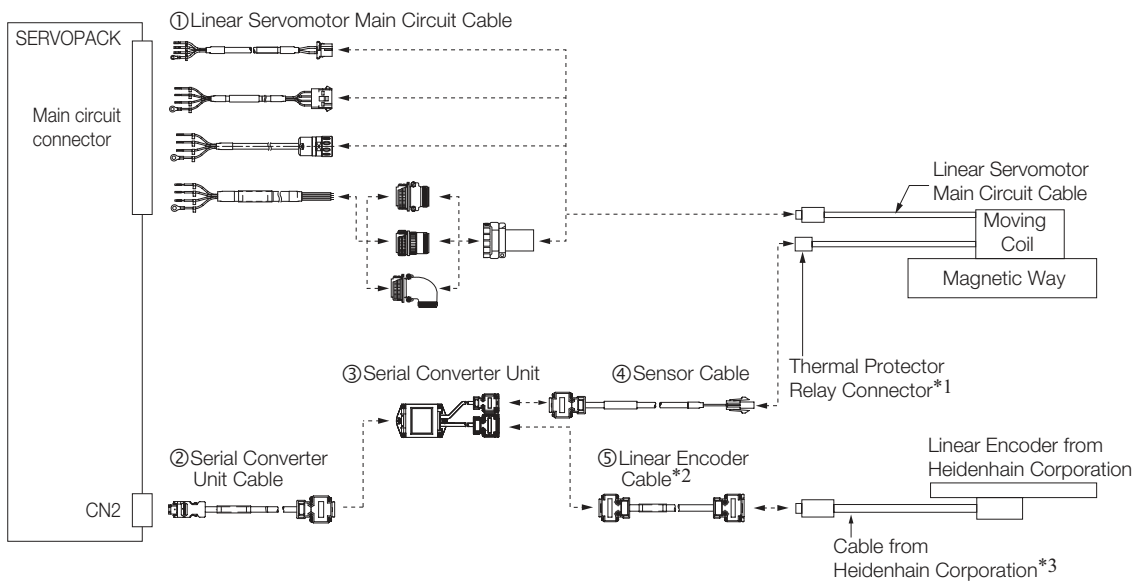 ①Linear Servomotor Main Circuit Cable
SERVOPACK
Main circuit
connector
Linear Servomotor
Main Circuit Cable
Moving
Coil
Magnetic Way
Thermal Protector
Relay Connector*1
③Serial Converter Unit
④Sensor Cable
②Serial Converter
Unit Cable
⑤Linear Encoder
Cable*2
Linear Encoder from
Heidenhain Corporation
CN2
Cable from
Heidenhain Corporation*3